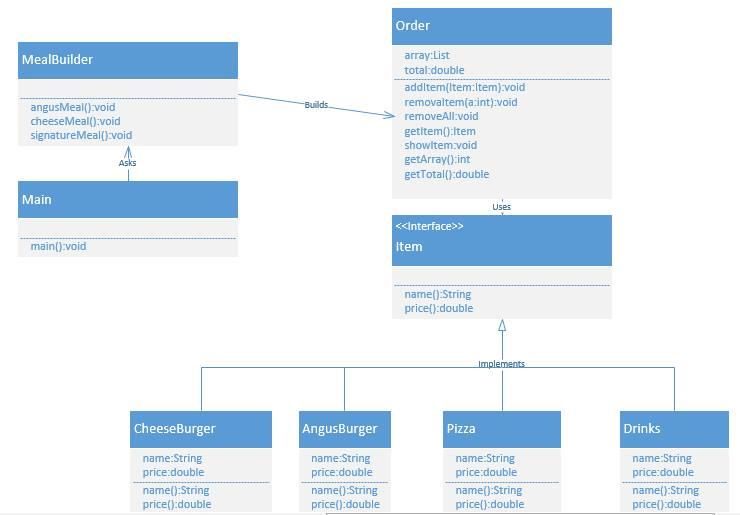 MealBuilder
angusMeal():void
cheeseMeal():void
signatureMeal():void
Builds
Order
array:List
total:double
addItem(Item:Item):void
removaItem(a:int):void
removeAll:void
getItem():Item
showItem:void
getArray():int
getTotal():double
Asks
Main
main():void
Uses
<<Interface>>
Item
name():String
price():double
Implements
CheeseBurger
name:String
price:double
name():String
price():double
AngusBurger
name:String
price:double
name():String
price():double
Pizza
name:String
price:double
name():String
price():double
Drinks
name:String
price:double
name():String
price():double